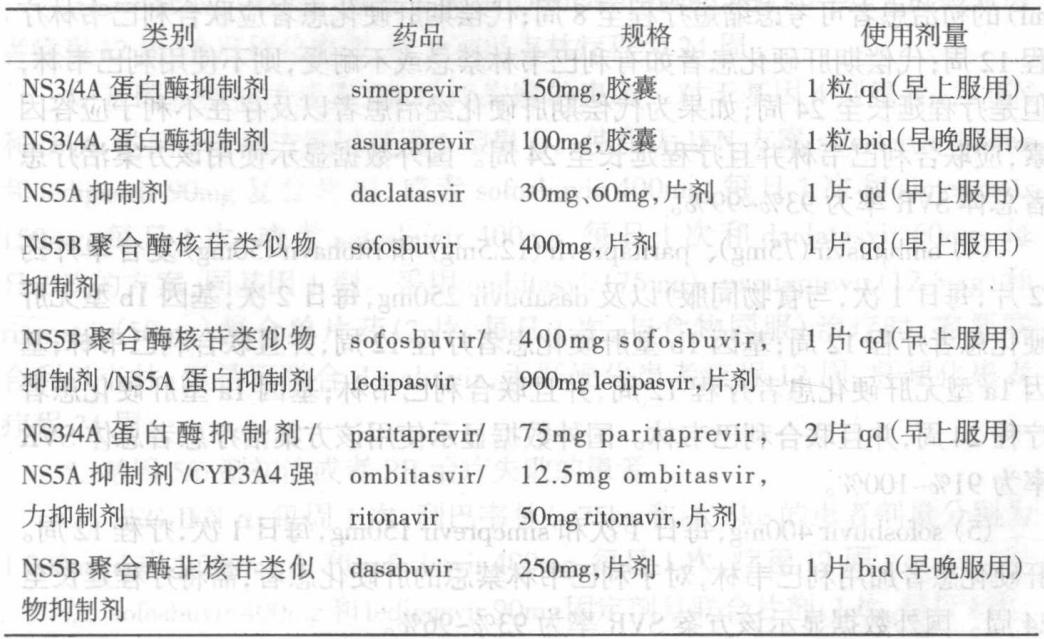 类别 药品 规格 使用剂量
NS3/4A 蛋白酶抑制剂 simeprevir 150mg,胶囊 1 粒 qd(早上服用)
NS3/4A 蛋白酶抑制剂 asunaprevir 100mg,胶囊 1 粒 bid(早晚服用)
NS5A 抑制剂 daclatasvir 30mg、60mg,片剂 1 片 qd(早上服用)
NS5B 聚合酶核苷类似物 sofosbuvir 400mg,片剂 1 片 qd(早上服用)
抑制剂
NS5B 聚合酶核苷类似物 sofosbuvir/ 400mg sofosbuvir, 1 片 qd(早上服用)
抑制剂 /NS5A 蛋白抑制剂 ledipasvir 900mg ledipasvir,片剂
NS3/4A 蛋白酶抑制剂 / paritaprevir/ 75mg paritaprevir, 2 片 qd(早上服用)
NS5A 抑制剂 /CYP3A4 强 ombitasvir/ 12.5mg ombitasvir,
力抑制剂 ritonavir 50mg ritonavir,片剂
NS5B 聚合酶非核苷类似 dasabuvir 250mg,片剂 1 片 bid(早晚服用)
物抑制剂